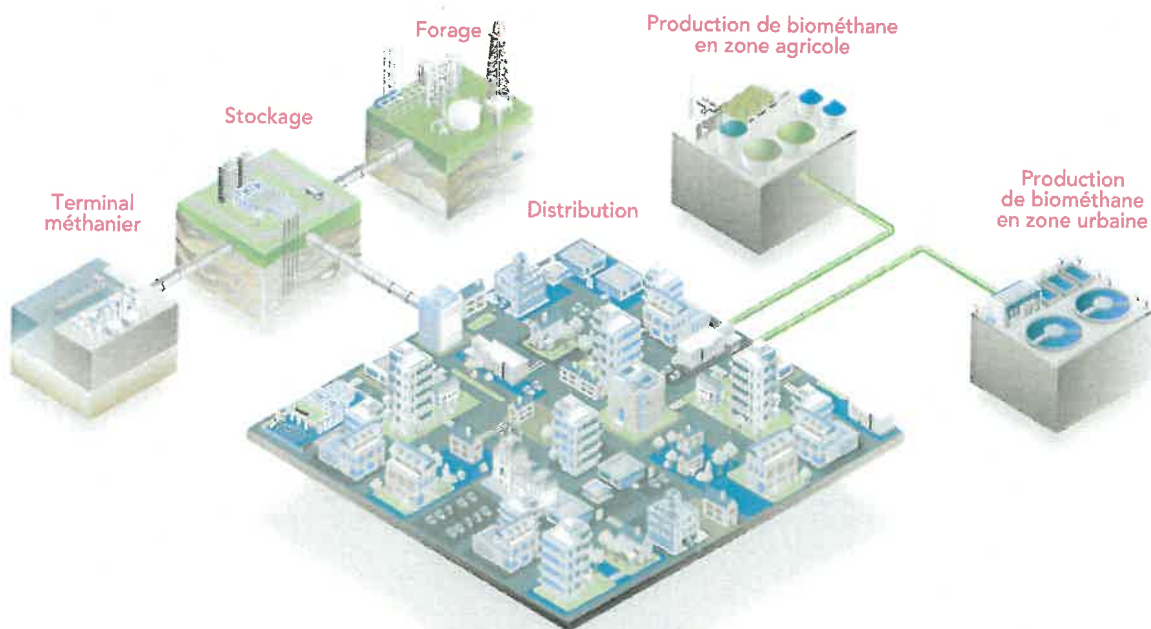 Forage
Production de biométhane
en zone agricole
Stockage
Terminal
méthanier
Distribution
Production
de biométhane
en zone urbaine